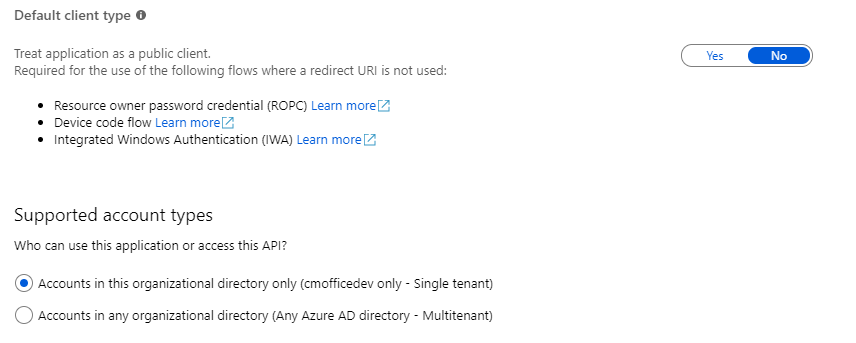 Default client type
Treat application as a public client.
Required for the use of the following flows where a redirect URI is not used:
Yes
No
Resource owner password credential (ROPC) Learn more
Device code flow Learn more
Integrated Windows Authentication (IWA) Learn more
Supported account types
Who can use this application or access this API?
Accounts in this organizational directory only (cmofficedev only - Single tenant)
Accounts in any organizational directory (Any Azure AD directory - Multitenant)